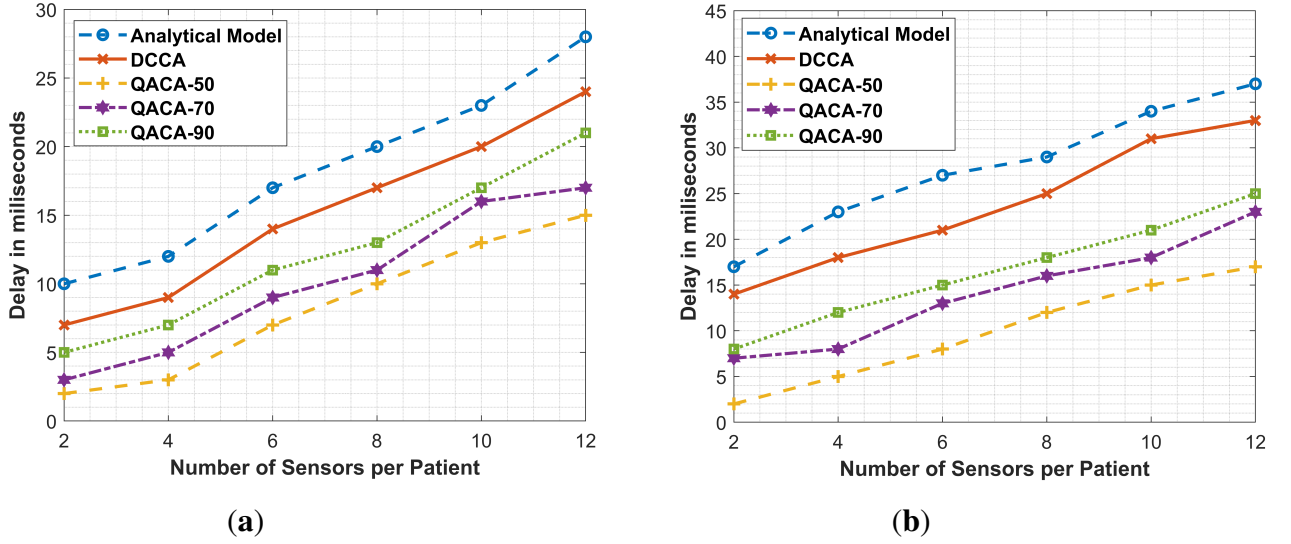 30
25
20
15
10
5
0
Delay in miliseconds
Analytical Model
DCCA
QACA-50
QACA-70
QACA-90
2 4 6 8 10 12
Number of Sensors per Patient
(a)
45
40
35
30
25
20
15
10
5
0
Delay in miliseconds
Analytical Model
DCCA
QACA-50
QACA-70
QACA-90
2 4 6 8 10 12
Number of Sensors per Patient
(b)